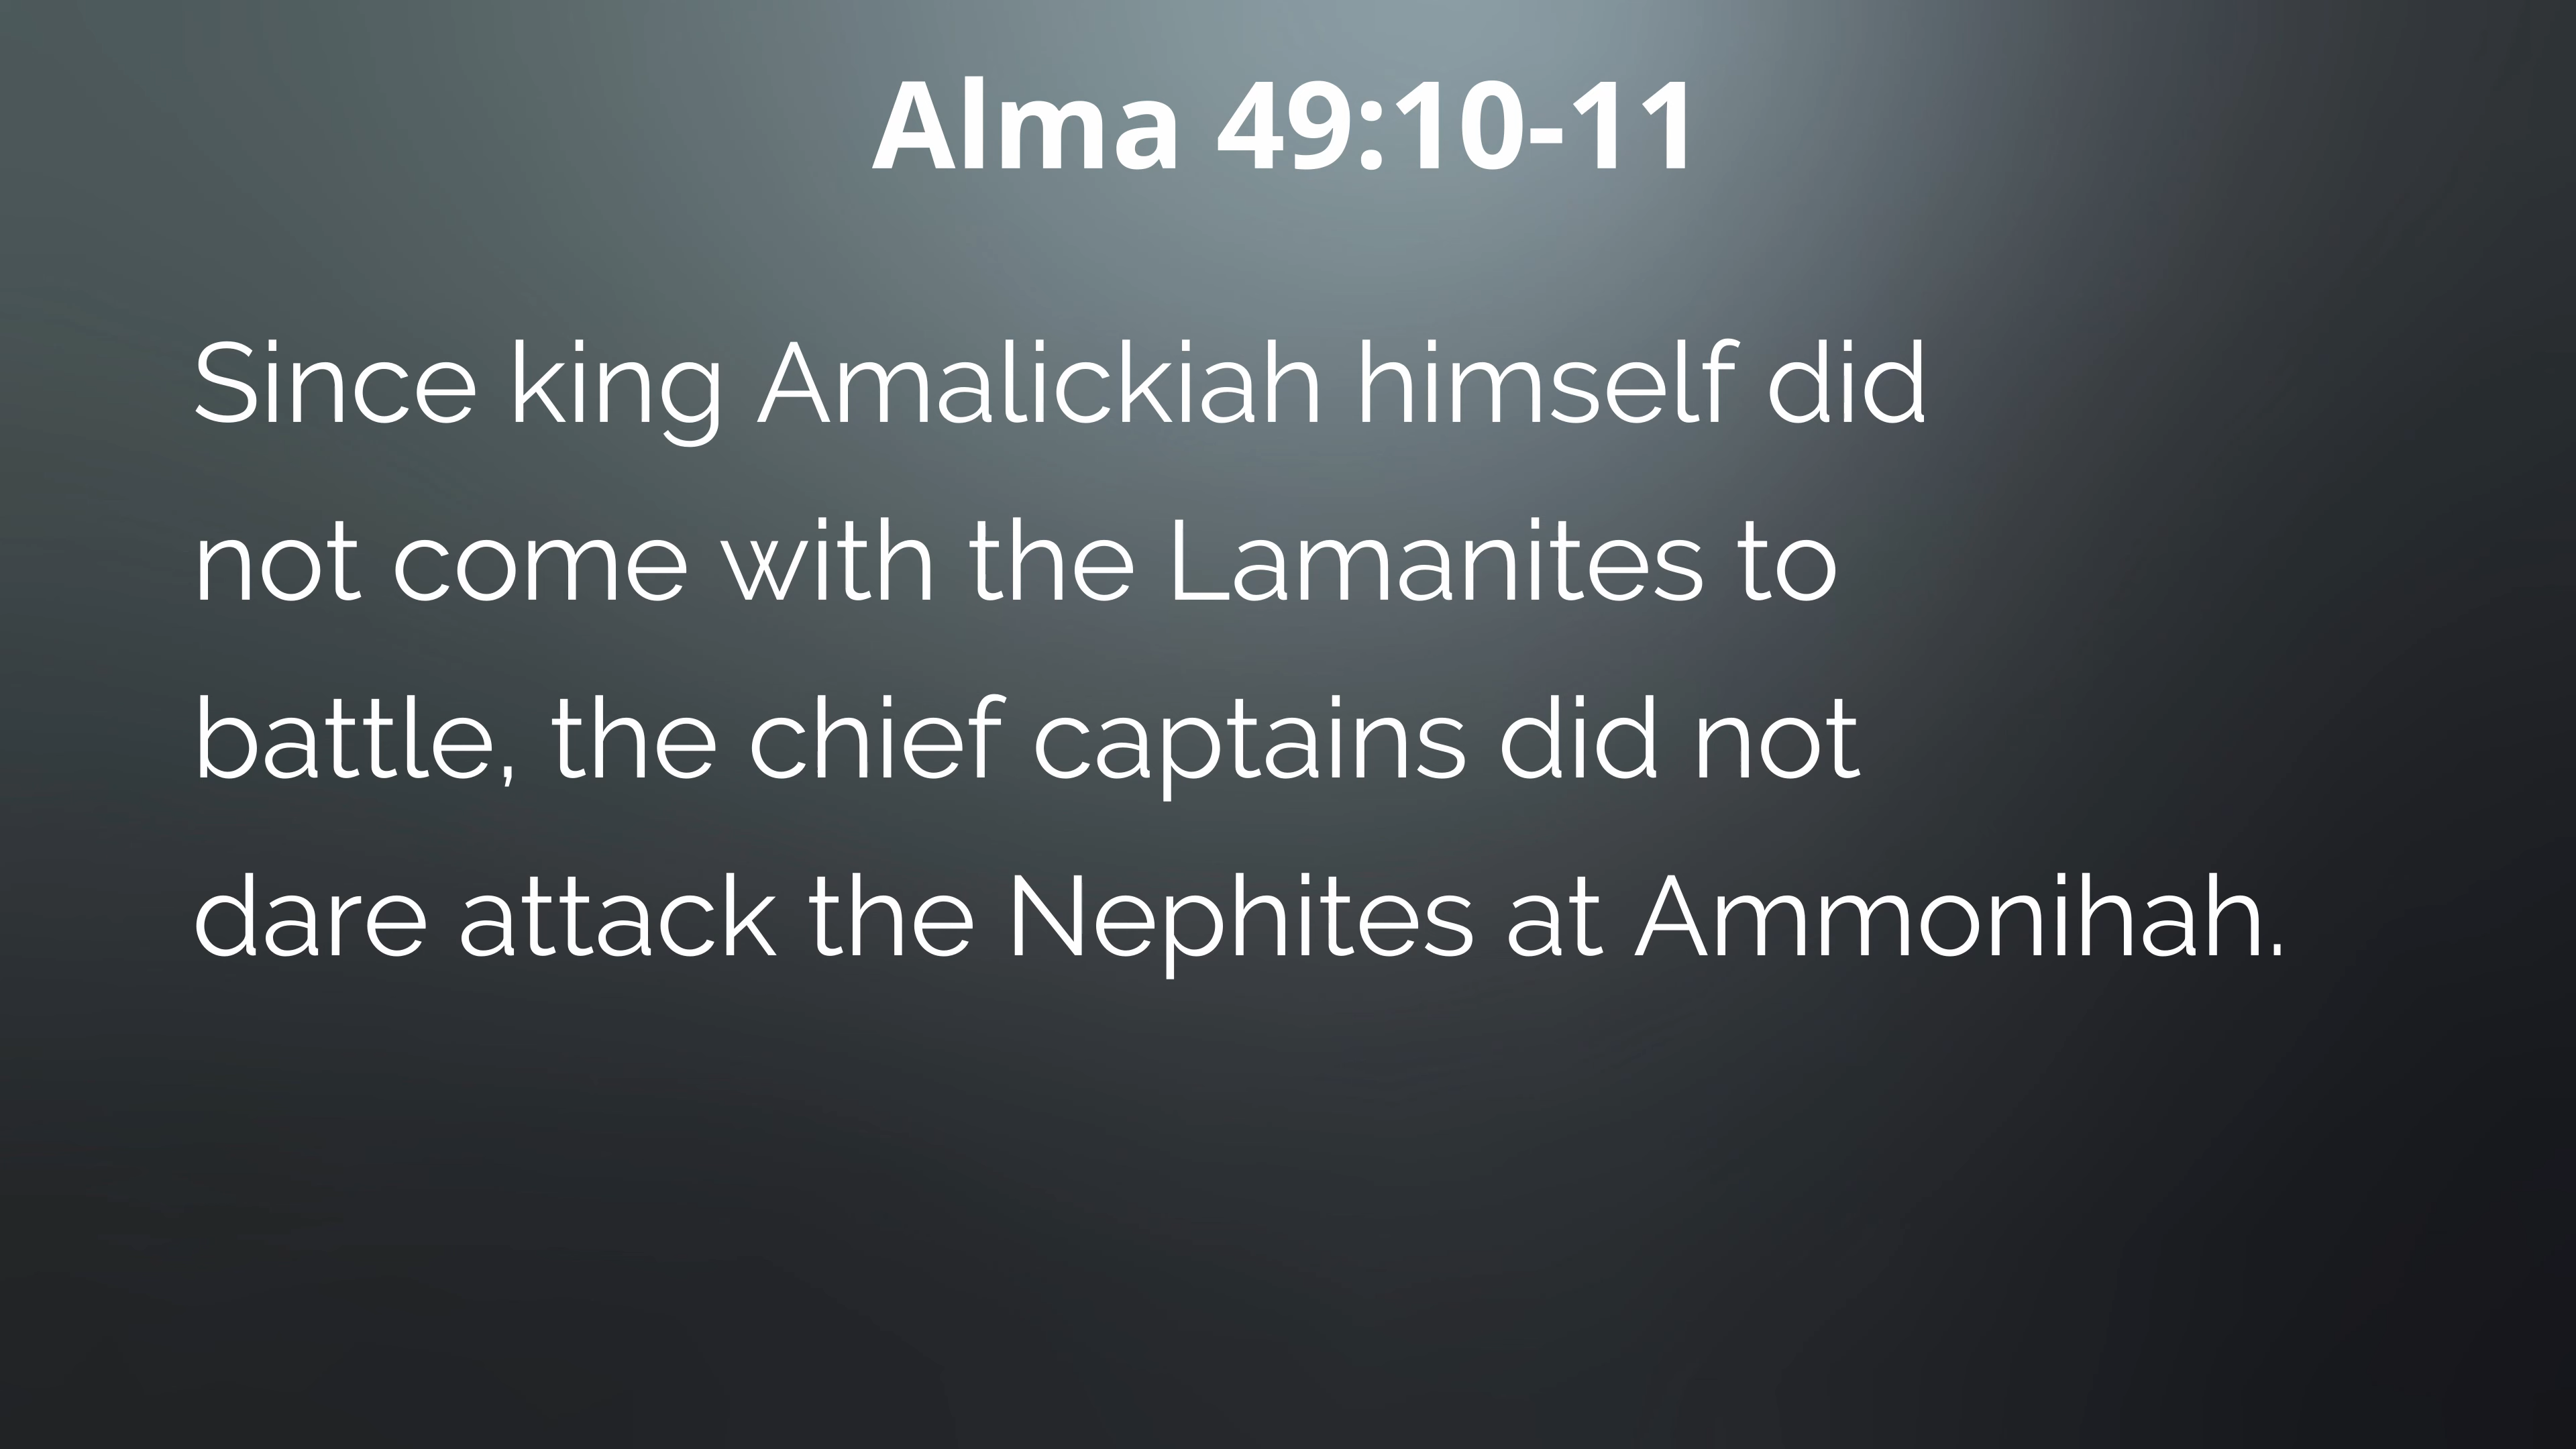 Alma 49:10-11
Since king Amalickiah himself did
not come with the Lamanites to
battle, the chief captains did not
dare attack the Nephites at Ammonihah.